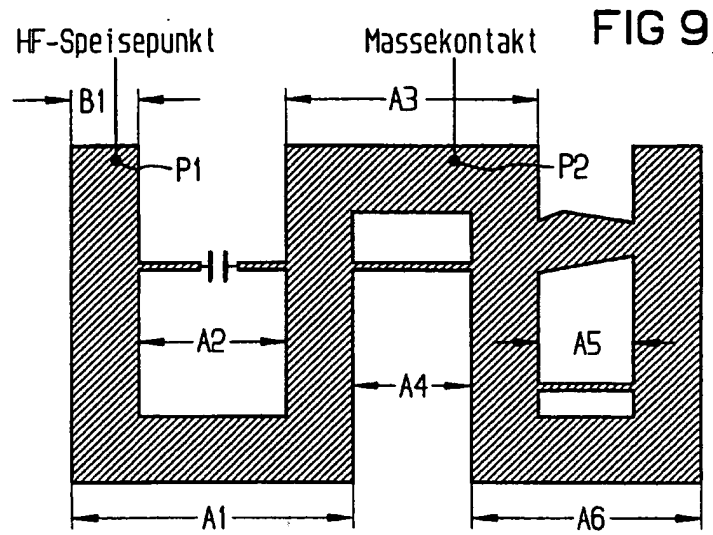 FIG 9
HF-Speisepunkt
Massekontakt
B1
A3
P1
P2
A2
A5
A4
A1
A6